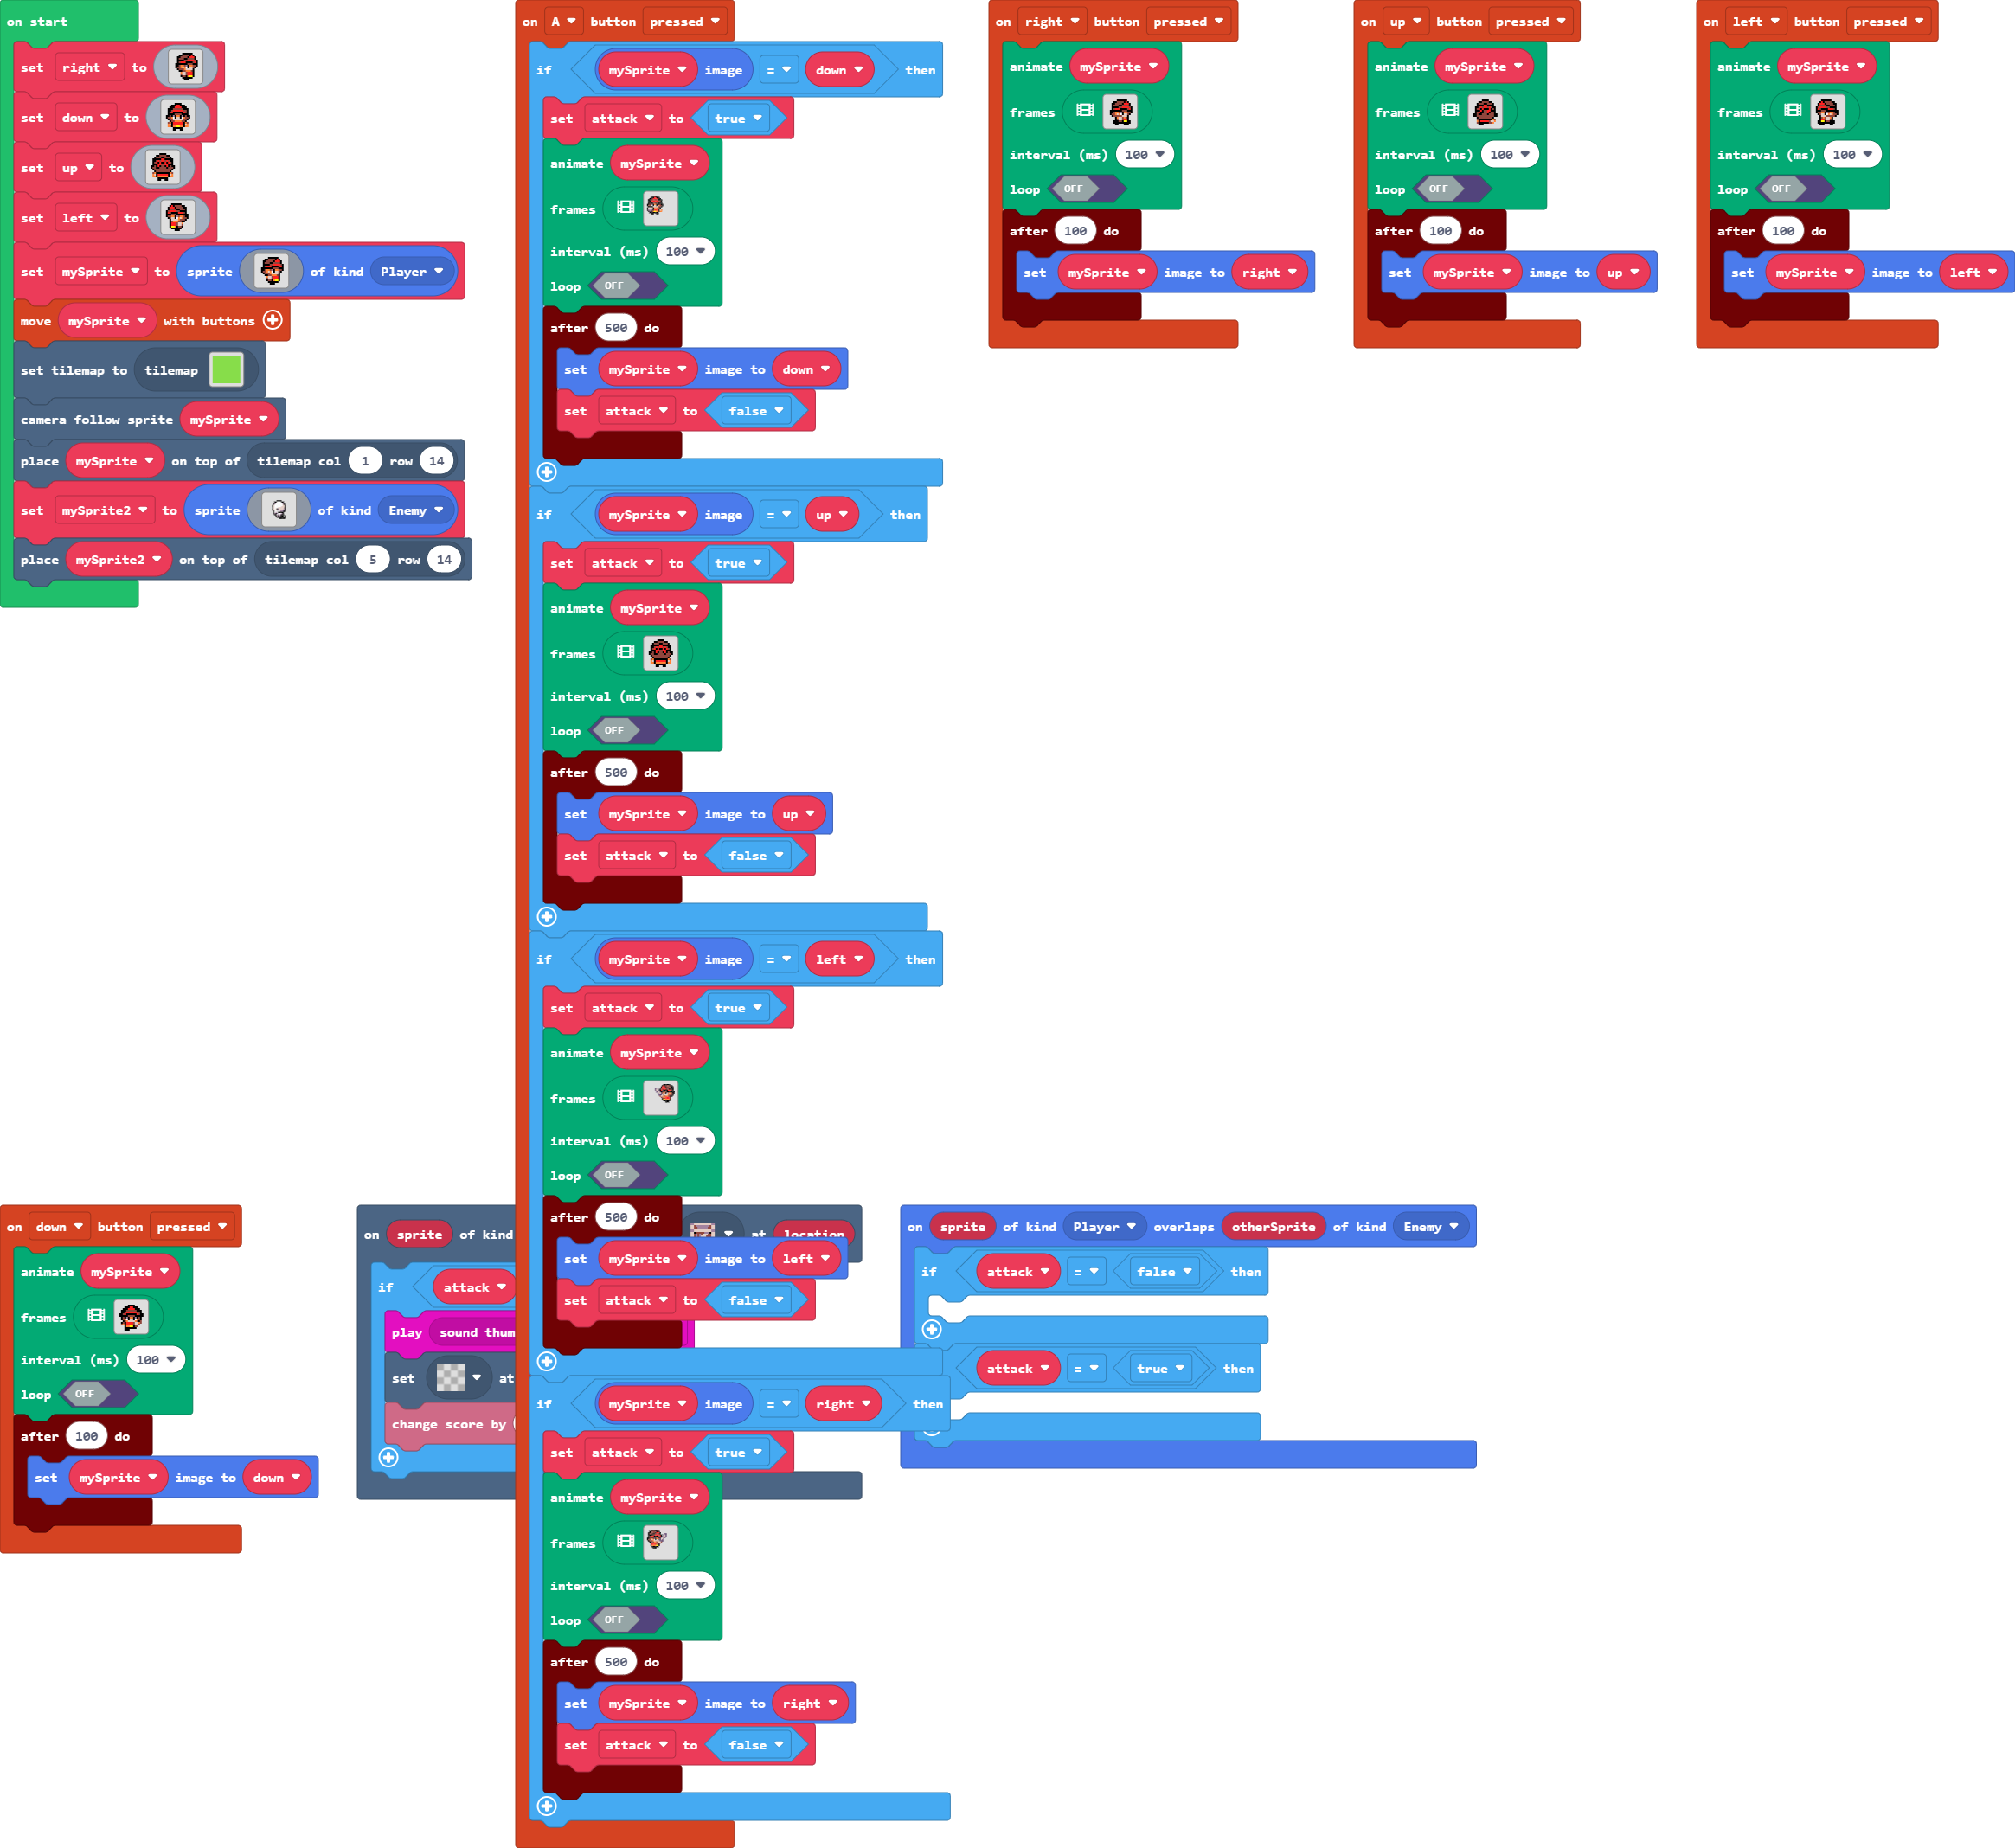 on start
set right to
set down to
set up to
set left to
set mySprite to sprite of kind Player
move mySprite with buttons
set tilemap to tilemap
camera follow sprite mySprite
place mySprite on top of tilemap col 1 row 14
set mySprite2 to sprite of kind Enemy
place mySprite2 on top of tilemap col 5 row 14
on A button pressed
if mySprite image = down then
set attack to true
animate mySprite
frames
interval (ms) 100
loop OFF
after 500 do
set mySprite image to down
set attack to false
if mySprite image = up then
set attack to true
animate mySprite
frames
interval (ms) 100
loop OFF
after 500 do
set mySprite image to up
set attack to false
if mySprite image = left then
set attack to true
animate mySprite
frames
interval (ms) 100
loop OFF
after 500 do
set mySprite image to left
set attack to false
if mySprite image = right then
set attack to true
animate mySprite
frames
interval (ms) 100
loop OFF
after 500 do
set mySprite image to right
set attack to false
on right button pressed
animate mySprite
frames
interval (ms) 100
loop OFF
after 100 do
set mySprite image to right
on up button pressed
animate mySprite
frames
interval (ms) 100
loop OFF
after 100 do
set mySprite image to up
on left button pressed
animate mySprite
frames
interval (ms) 100
loop OFF
after 100 do
set mySprite image to left
on down button pressed
animate mySprite
frames
interval (ms) 100
loop OFF
after 100 do
set mySprite image to down
on sprite of kind at location
if attack
play sound thum
set at
change score by
on sprite of kind Player overlaps otherSprite of kind Enemy
if attack = false then
attack = true then